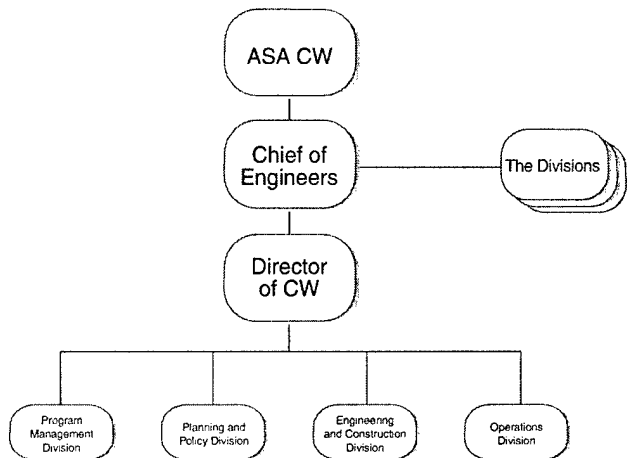 ASA CW
Chief of
Engineers
The Divisions
Director
of CW
Program
Management
Division
Planning and
Policy Division
Engineering
and Construction
Division
Operations
Division